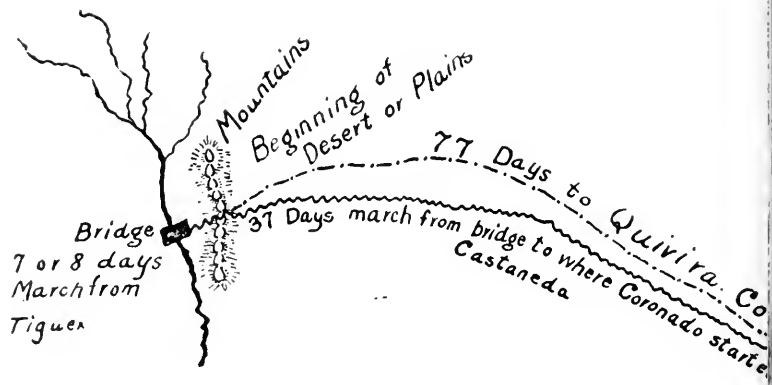 Mountains
Beginning of
Desert or Plains
77 Days to Quivira. Co
37 Days march from bridge to where Coronado starte
Castaneda
Bridge
7 or 8 days
March from
Tiguex